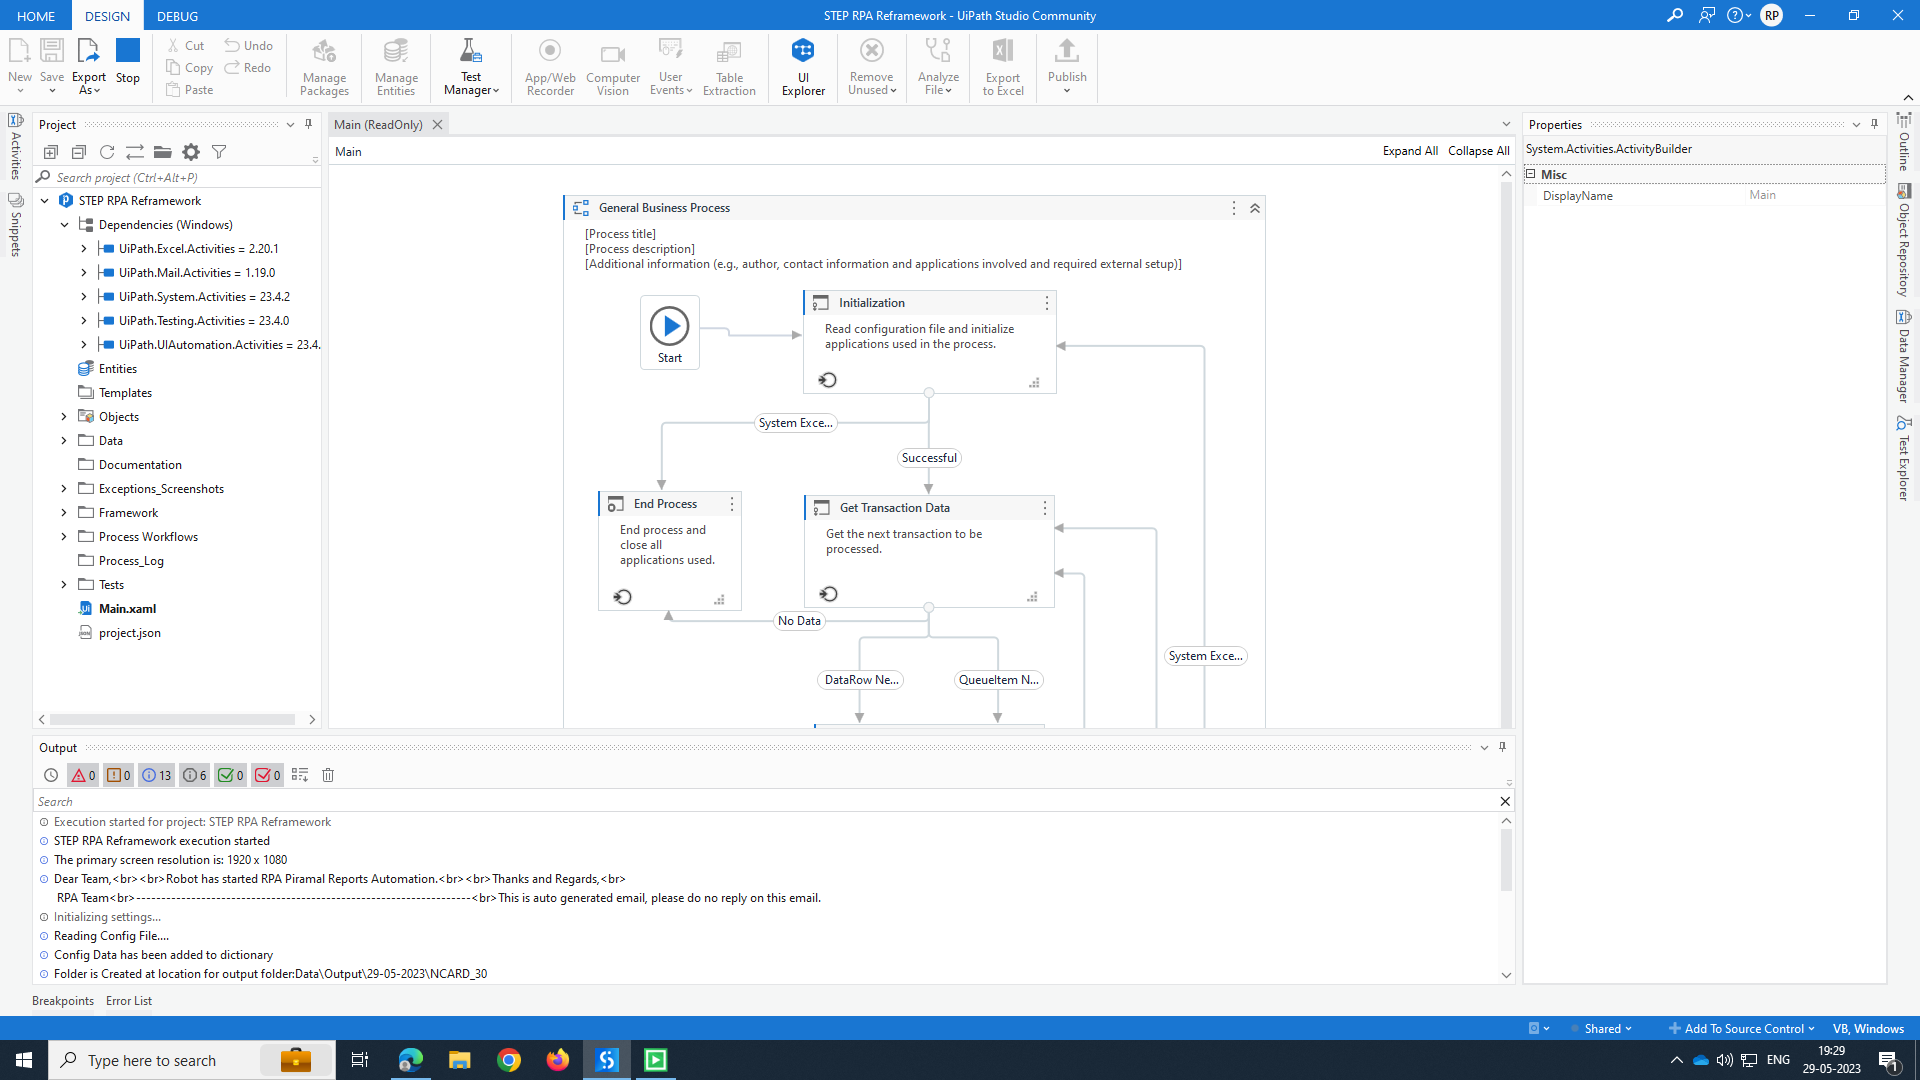 HOME DESIGN DEBUG
STEP RPA Reframework - UiPath Studio Community
RP
New Save Export As Stop
Cut Copy Paste
Undo Redo
Manage Packages
Manage Entities
Test Manager
App/Web Recorder
Computer Vision
User Events
Table Extraction
UI Explorer
Remove Unused
Analyze File
Export to Excel
Publish
Activities
Snippets
Project
Search project (Ctrl+Alt+P)
STEP RPA Reframework
Dependencies (Windows)
UiPath.Excel.Activities = 2.20.1
UiPath.Mail.Activities = 1.19.0
UiPath.System.Activities = 23.4.2
UiPath.Testing.Activities = 23.4.0
UiPath.UIAutomation.Activities = 23.4.
Entities
Templates
Objects
Data
Documentation
Exceptions_Screenshots
Framework
Process Workflows
Process_Log
Tests
Main.xaml
project.json
Main (ReadOnly)
Main
Expand All Collapse All
General Business Process
[Process title]
[Process description]
[Additional information (e.g., author, contact information and applications involved and required external setup)]
Start
Initialization
Read configuration file and initialize
applications used in the process.
System Exce...
Successful
End Process
End process and
close all
applications used.
Get Transaction Data
Get the next transaction to be
processed.
No Data
System Exce...
DataRow Ne...
QueueItem N...
Properties
System.Activities.ActivityBuilder
Misc
DisplayName Main
Outline
Object Repository
Data Manager
Test Explorer
Output
0 0 13 6 0 0
Search
Execution started for project: STEP RPA Reframework
STEP RPA Reframework execution started
The primary screen resolution is: 1920 x 1080
Dear Team,<br><br>Robot has started RPA Piramal Reports Automation.<br><br>Thanks and Regards,<br>
RPA Team<br>-------------------------------------------------------------------<br>This is auto generated email, please do no reply on this email.
Initializing settings...
Reading Config File....
Config Data has been added to dictionary
Folder is Created at location for output folder:Data\Output\29-05-2023\NCARD_30
Breakpoints Error List
Shared Add To Source Control VB, Windows
Type here to search
ENG
19:29
29-05-2023
1